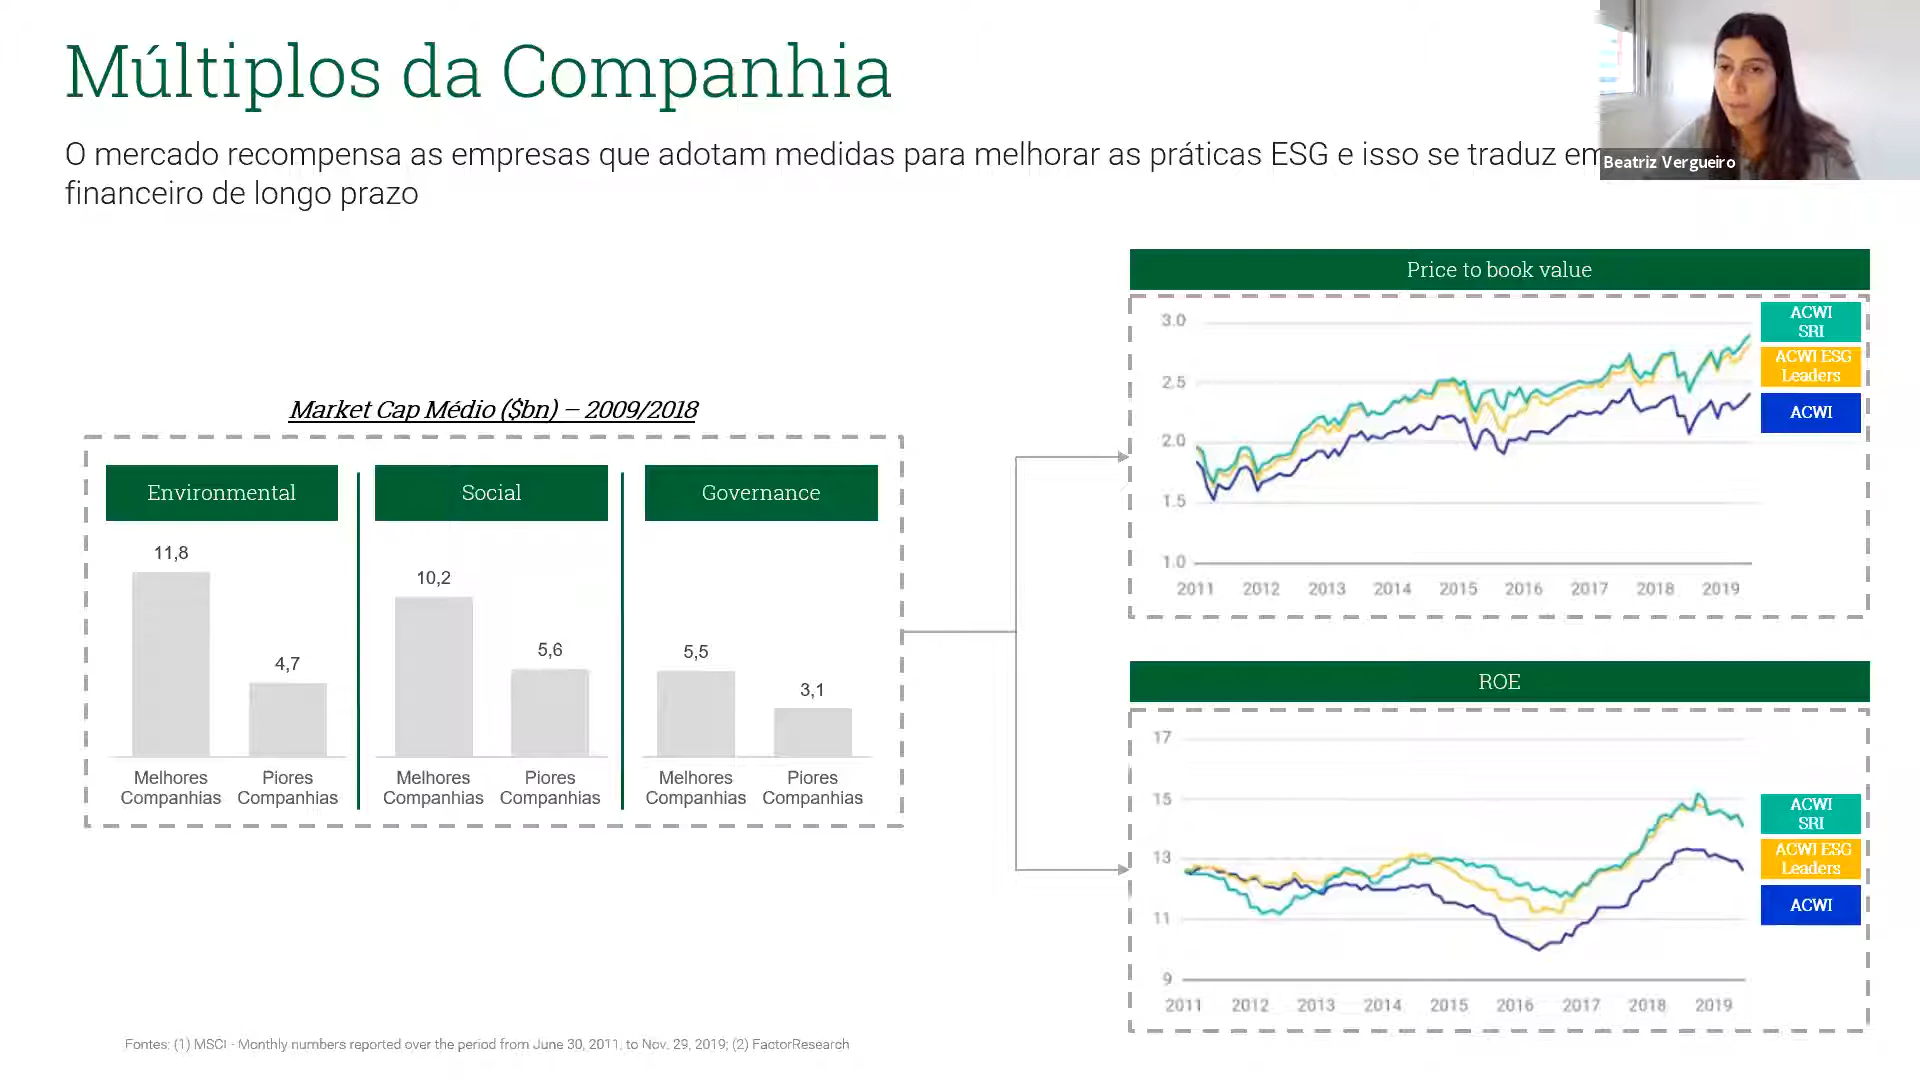 Múltiplos da Companhia
O mercado recompensa as empresas que adotam medidas para melhorar as práticas ESG e isso se traduz em
financeiro de longo prazo
Beatriz Vergueiro
Market Cap Médio ($bn) – 2009/2018
Environmental
11,8
4,7
Melhores Companhias
Piores Companhias
Social
10,2
5,6
Melhores Companhias
Piores Companhias
Governance
5,5
3,1
Melhores Companhias
Piores Companhias
Price to book value
3.0
2.5
2.0
1.5
1.0
2011 2012 2013 2014 2015 2016 2017 2018 2019
ACWI
SRI
ACWI ESG
Leaders
ACWI
ROE
17
15
13
11
9
2011 2012 2013 2014 2015 2016 2017 2018 2019
ACWI
SRI
ACWI ESG
Leaders
ACWI
Fontes: (1) MSCI - Monthly numbers reported over the period from June 30, 2011, to Nov. 29, 2019; (2) FactorResearch